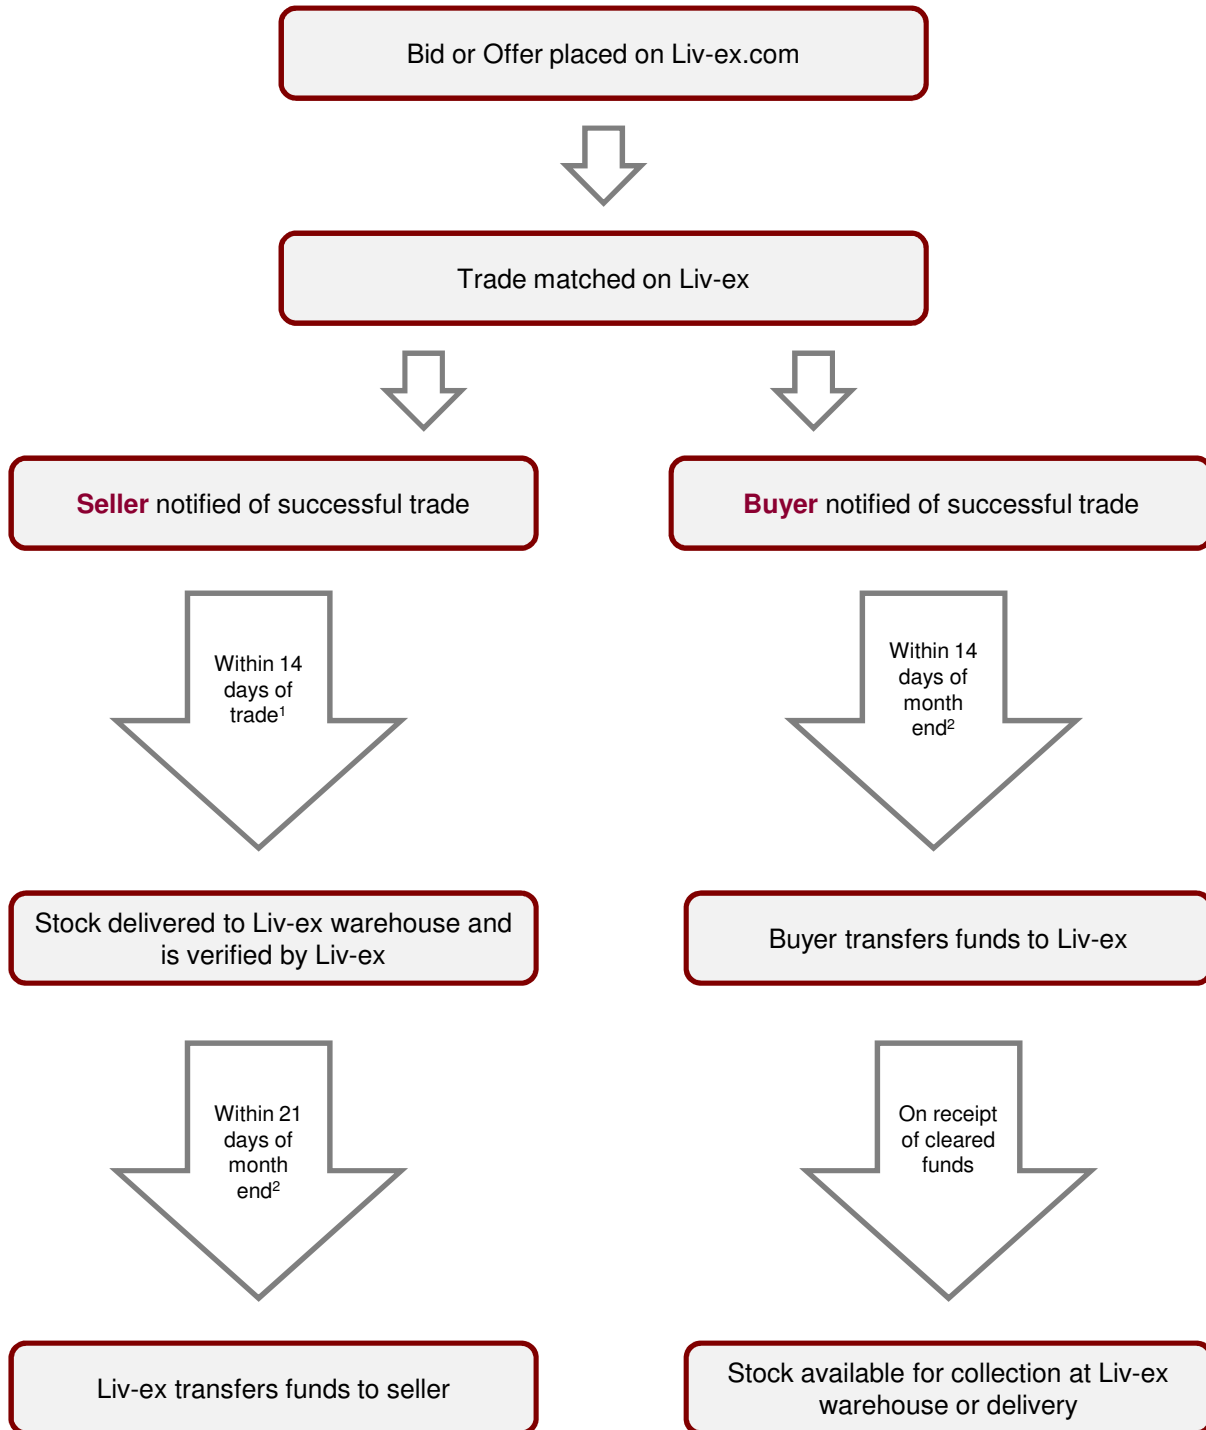 Bid or Offer placed on Liv-ex.com
Trade matched on Liv-ex
Seller notified of successful trade
Buyer notified of successful trade
Within 14
days of
trade¹
Within 14
days of
month
end²
Stock delivered to Liv-ex warehouse and
is verified by Liv-ex
Buyer transfers funds to Liv-ex
Within 21
days of
month
end²
On receipt
of cleared
funds
Liv-ex transfers funds to seller
Stock available for collection at Liv-ex
warehouse or delivery